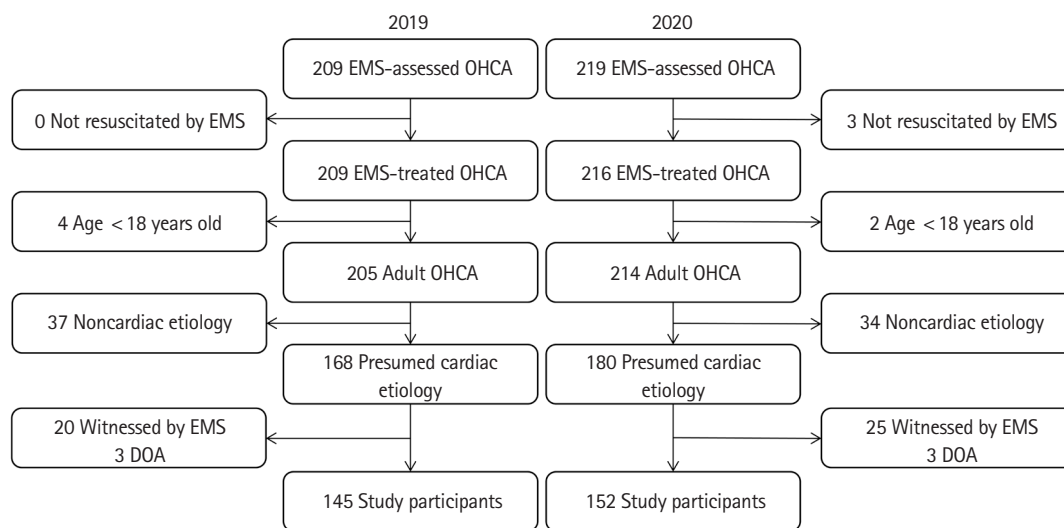 2019
2020
209 EMS-assessed OHCA
219 EMS-assessed OHCA
0 Not resuscitated by EMS
3 Not resuscitated by EMS
209 EMS-treated OHCA
216 EMS-treated OHCA
4 Age < 18 years old
2 Age < 18 years old
205 Adult OHCA
214 Adult OHCA
37 Noncardiac etiology
34 Noncardiac etiology
168 Presumed cardiac
etiology
180 Presumed cardiac
etiology
20 Witnessed by EMS
3 DOA
25 Witnessed by EMS
3 DOA
145 Study participants
152 Study participants